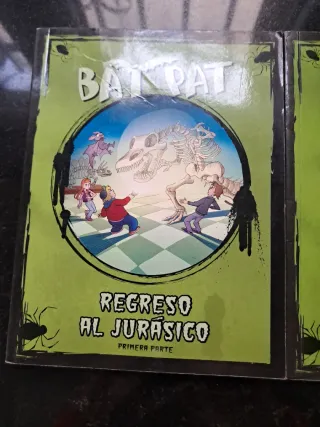 BAT PAT
REGRESO
AL JURÁSICO
PRIMERA PARTE